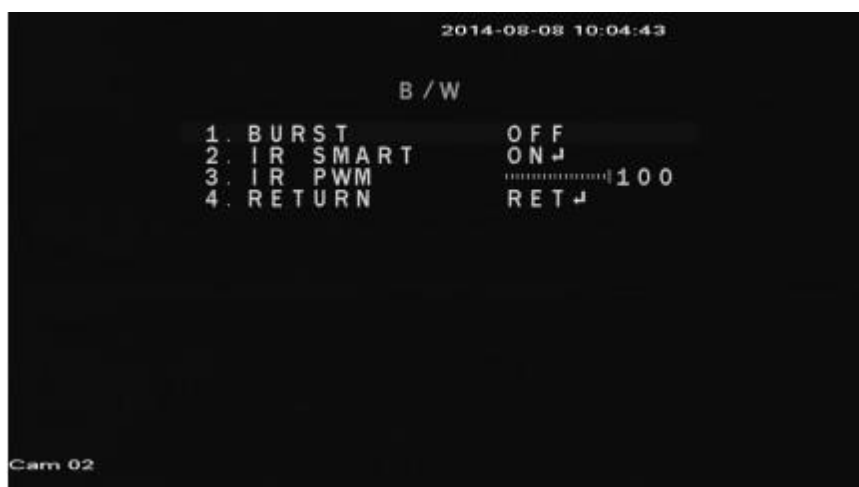 2014-08-08 10:04:43
B/W
1. BURST OFF
2. IR SMART ON↲
3. IR PWM 100
4. RETURN RET↲
Cam 02